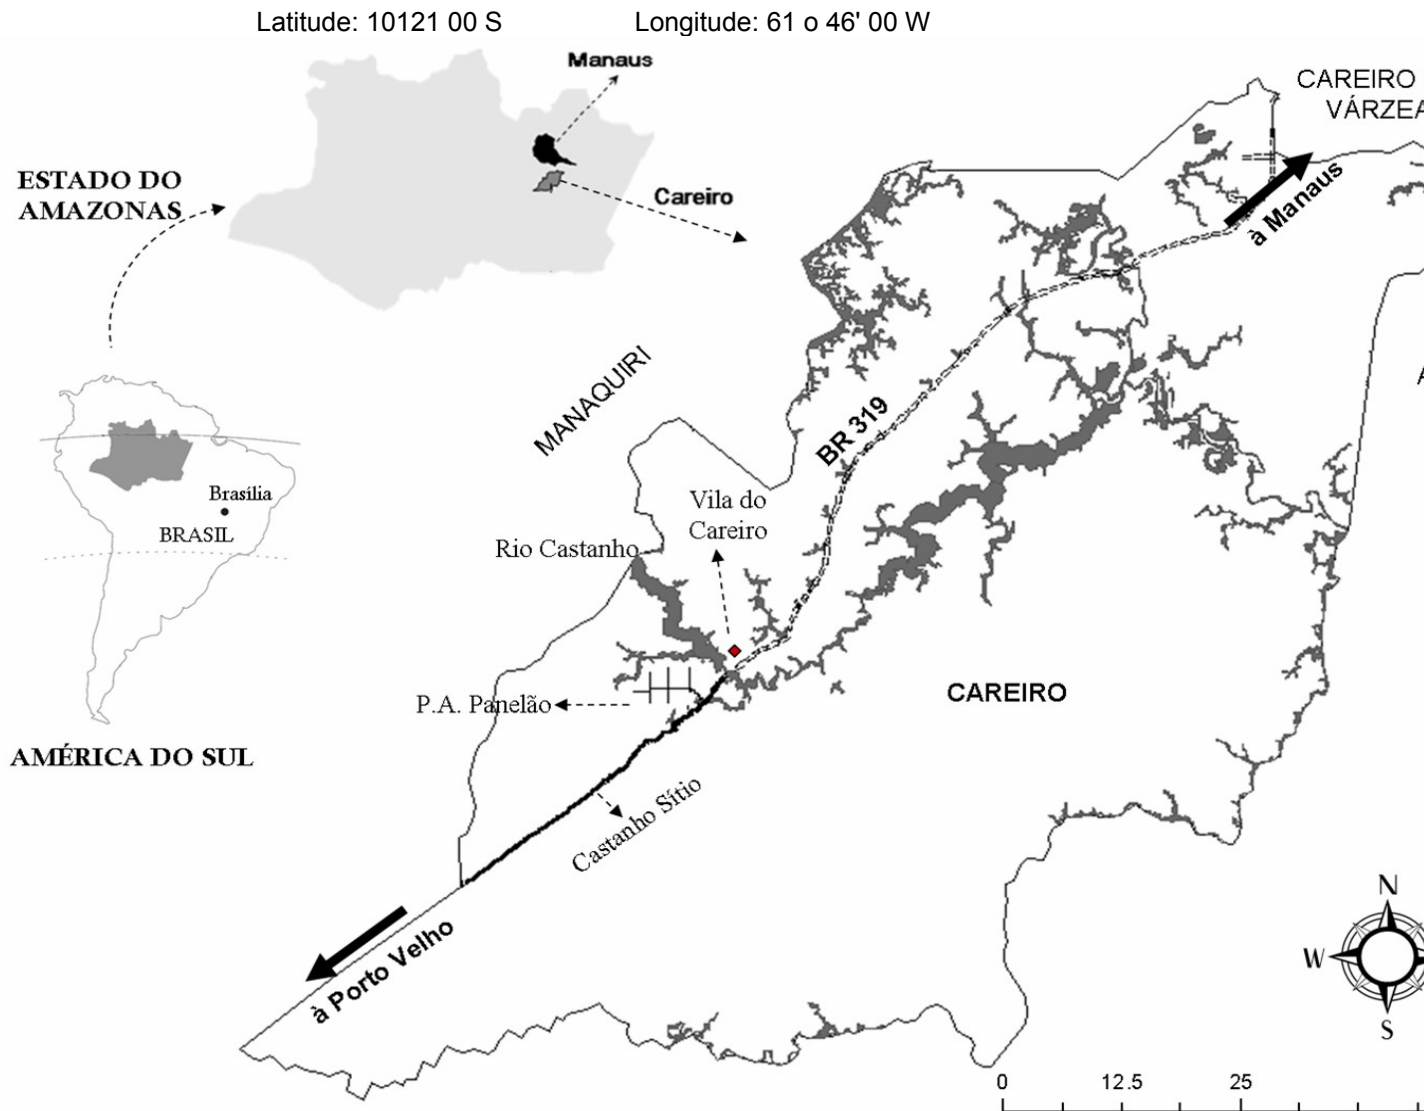 Latitude: 10121 00 S Longitude: 61 o 46' 00 W
Manaus
CAREIRO
VÁRZEA
ESTADO DO
AMAZONAS
Careiro
à Manaus
MANAQUIRI
BR 319
Brasília
BRASIL
Vila do
Careiro
Rio Castanho
P.A. Panelão
CAREIRO
AMÉRICA DO SUL
Castanho Sítio
à Porto Velho
N
W
S
0 12.5 25